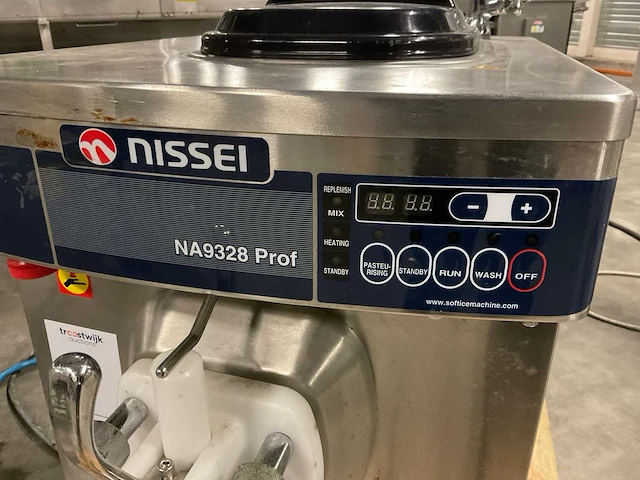 NISSEI
NA9328 Prof
REPLENISH
MIX
HEATING
STANDBY
88 88
- +
PASTEU-
RISING
STANDBY
RUN
WASH
OFF
www.softicemachine.com
troostwijk
auctions